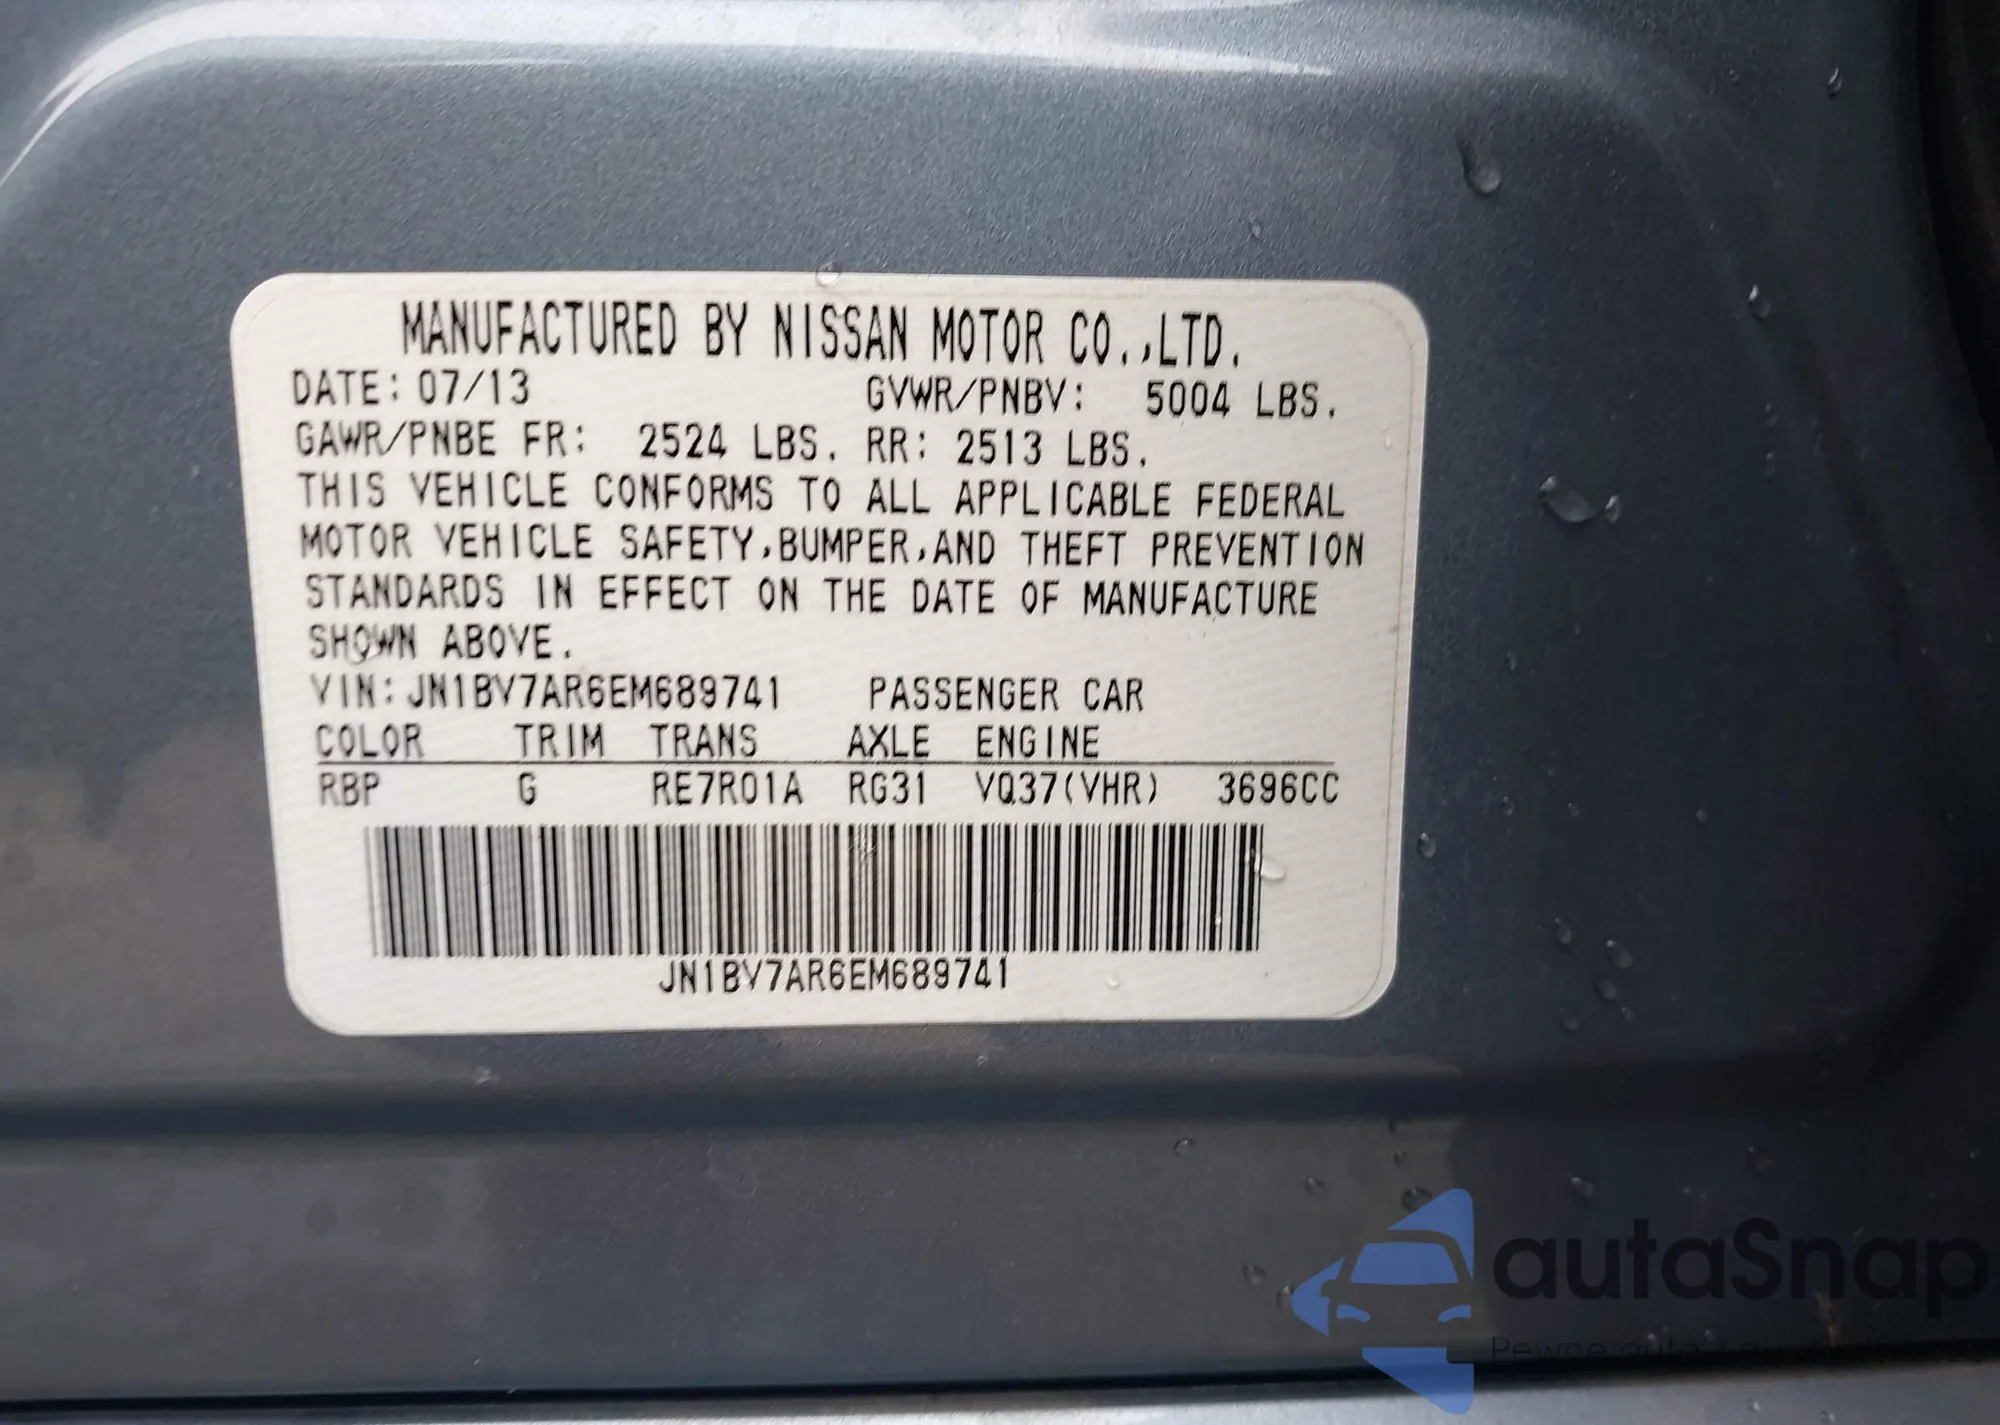 MANUFACTURED BY NISSAN MOTOR CO.,LTD.
DATE: 07/13 GVWR/PNBV: 5004 LBS.
GAWR/PNBE FR: 2524 LBS. RR: 2513 LBS.
THIS VEHICLE CONFORMS TO ALL APPLICABLE FEDERAL
MOTOR VEHICLE SAFETY,BUMPER,AND THEFT PREVENTION
STANDARDS IN EFFECT ON THE DATE OF MANUFACTURE
SHOWN ABOVE.
VIN:JN1BV7AR6EM689741 PASSENGER CAR
COLOR TRIM TRANS AXLE ENGINE
RBP G RE7R01A RG31 VQ37(VHR) 3696CC
JN1BV7AR6EM689741
autaSnap
Pewne auto z